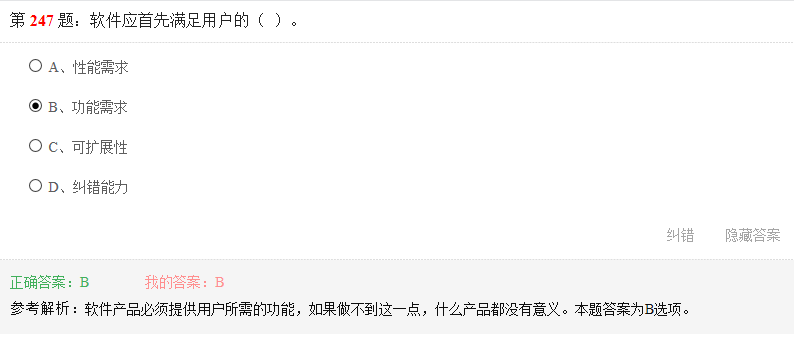 第 247 题：软件应首先满足用户的（ ）。
A、性能需求
B、功能需求
C、可扩展性
D、纠错能力
纠错 隐藏答案
正确答案：B 我的答案：B
参考解析：软件产品必须提供用户所需的功能，如果做不到这一点，什么产品都没有意义。本题答案为B选项。